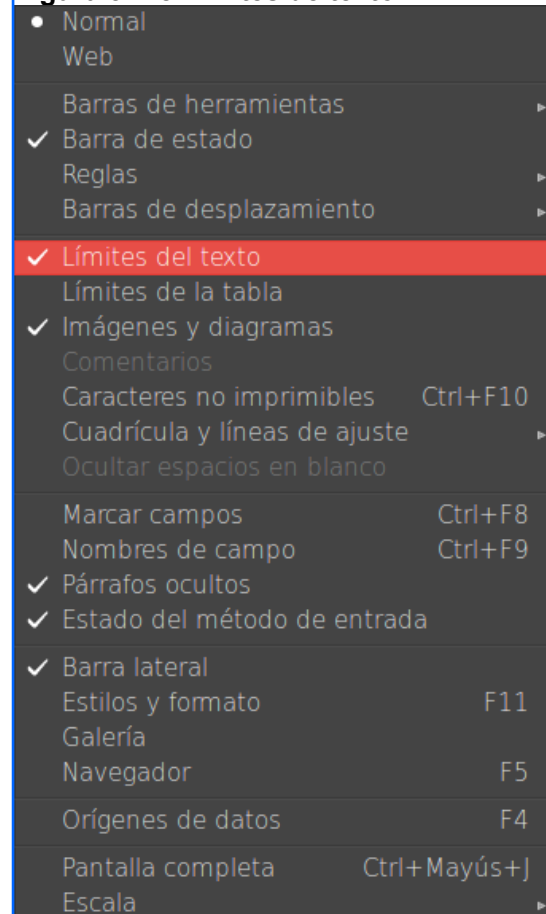 Normal
Web
Barras de herramientas
Barra de estado
Reglas
Barras de desplazamiento
Límites del texto
Límites de la tabla
Imágenes y diagramas
Comentarios
Caracteres no imprimibles Ctrl+F10
Cuadrícula y líneas de ajuste
Ocultar espacios en blanco
Marcar campos Ctrl+F8
Nombres de campo Ctrl+F9
Párrafos ocultos
Estado del método de entrada
Barra lateral
Estilos y formato F11
Galería
Navegador F5
Orígenes de datos F4
Pantalla completa Ctrl+Mayús+J
Escala